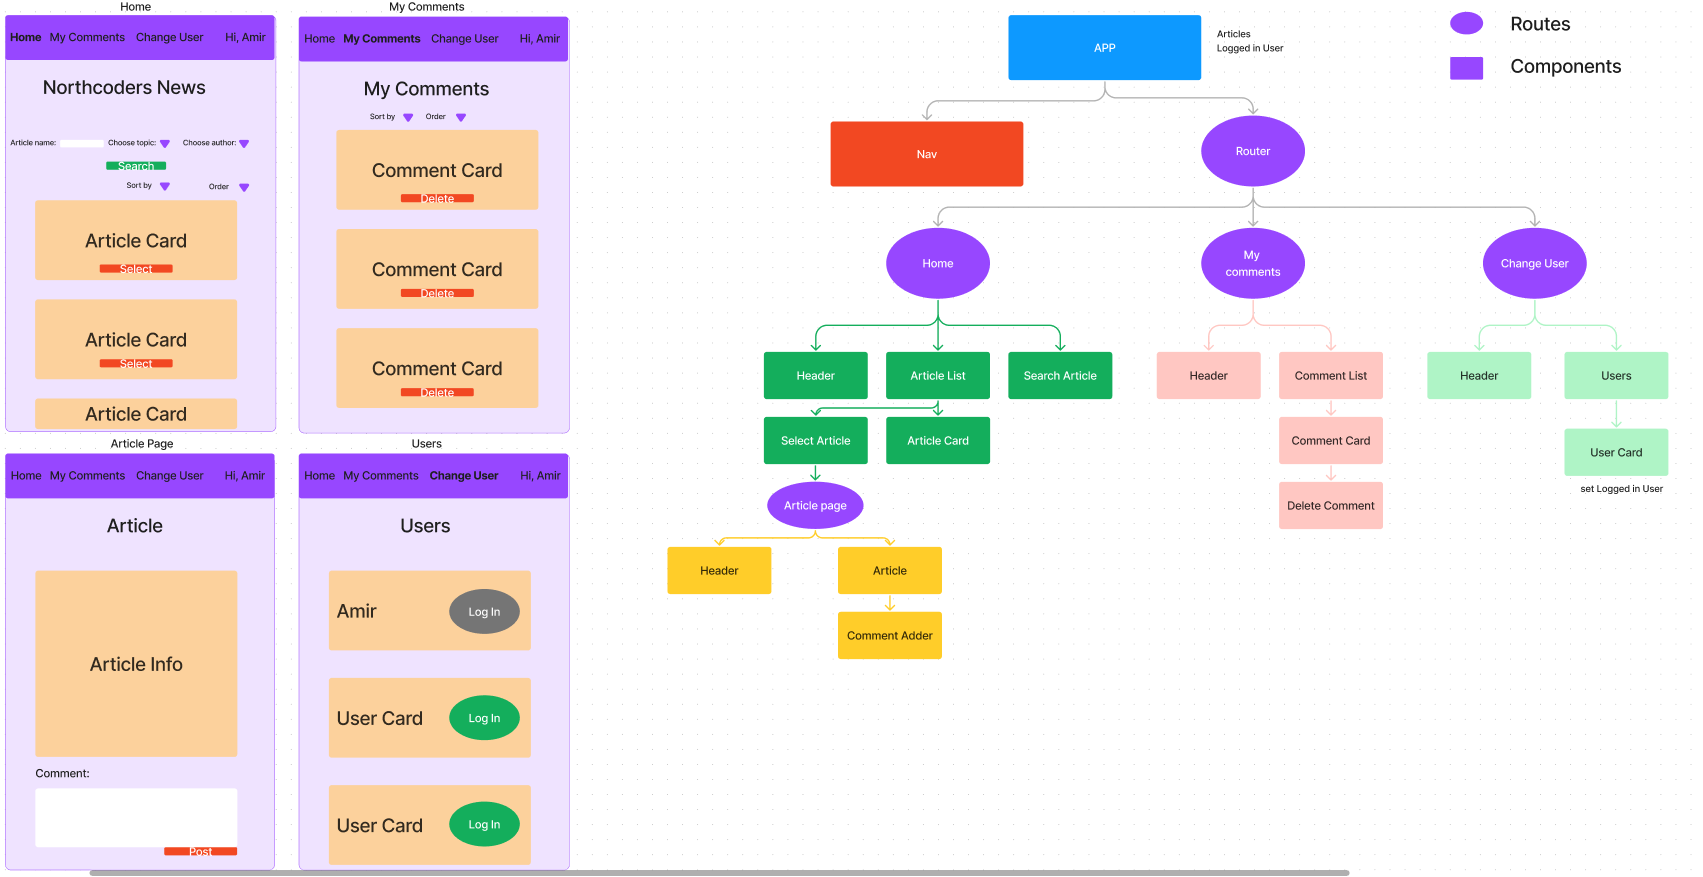 Home
Home My Comments Change User Hi, Amir
Northcoders News
Article name: Choose topic: Choose author:
Search
Sort by Order
Article Card
Select
Article Card
Select
Article Card
My Comments
Home My Comments Change User Hi, Amir
My Comments
Sort by Order
Comment Card
Delete
Comment Card
Delete
Comment Card
Delete
Article Page
Home My Comments Change User Hi, Amir
Article
Article Info
Comment:
Post
Users
Home My Comments Change User Hi, Amir
Users
Amir Log In
User Card Log In
User Card Log In
APP
Articles
Logged in User
Routes
Components
Nav
Router
Home
My
comments
Change User
Header
Article List
Search Article
Header
Comment List
Header
Users
Select Article
Article Card
Comment Card
User Card
set Logged in User
Article page
Delete Comment
Header
Article
Comment Adder